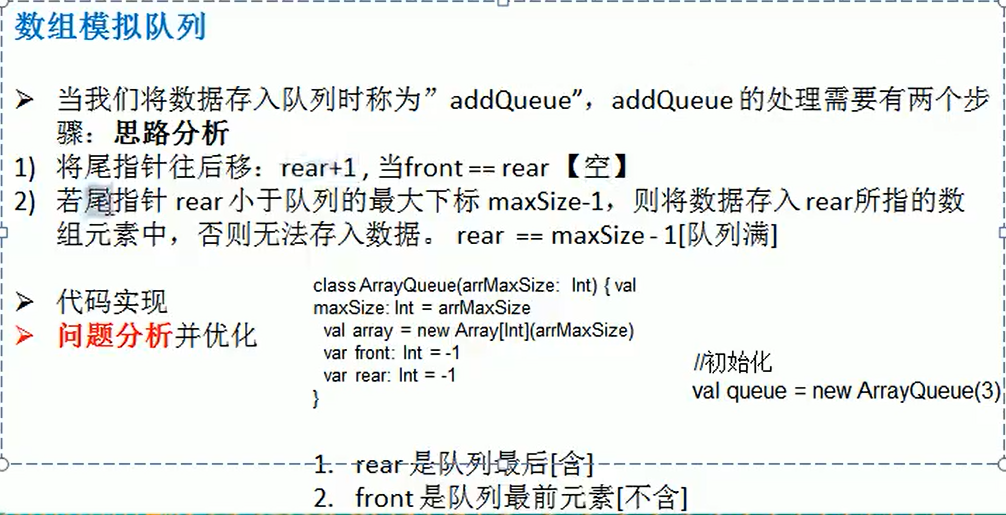 数组模拟队列
➢ 当我们将数据存入队列时称为”addQueue”，addQueue 的处理需要有两个步
骤：思路分析
1) 将尾指针往后移：rear+1 , 当front == rear 【空】
2) 若尾指针 rear 小于队列的最大下标 maxSize-1，则将数据存入 rear所指的数
组元素中，否则无法存入数据。 rear == maxSize - 1[队列满]
➢ 代码实现
➢ 问题分析并优化
class ArrayQueue(arrMaxSize: Int) { val
maxSize: Int = arrMaxSize
val array = new Array[Int](arrMaxSize)
var front: Int = -1
var rear: Int = -1
}
//初始化
val queue = new ArrayQueue(3)
1. rear 是队列最后[含]
2. front 是队列最前元素[不含]